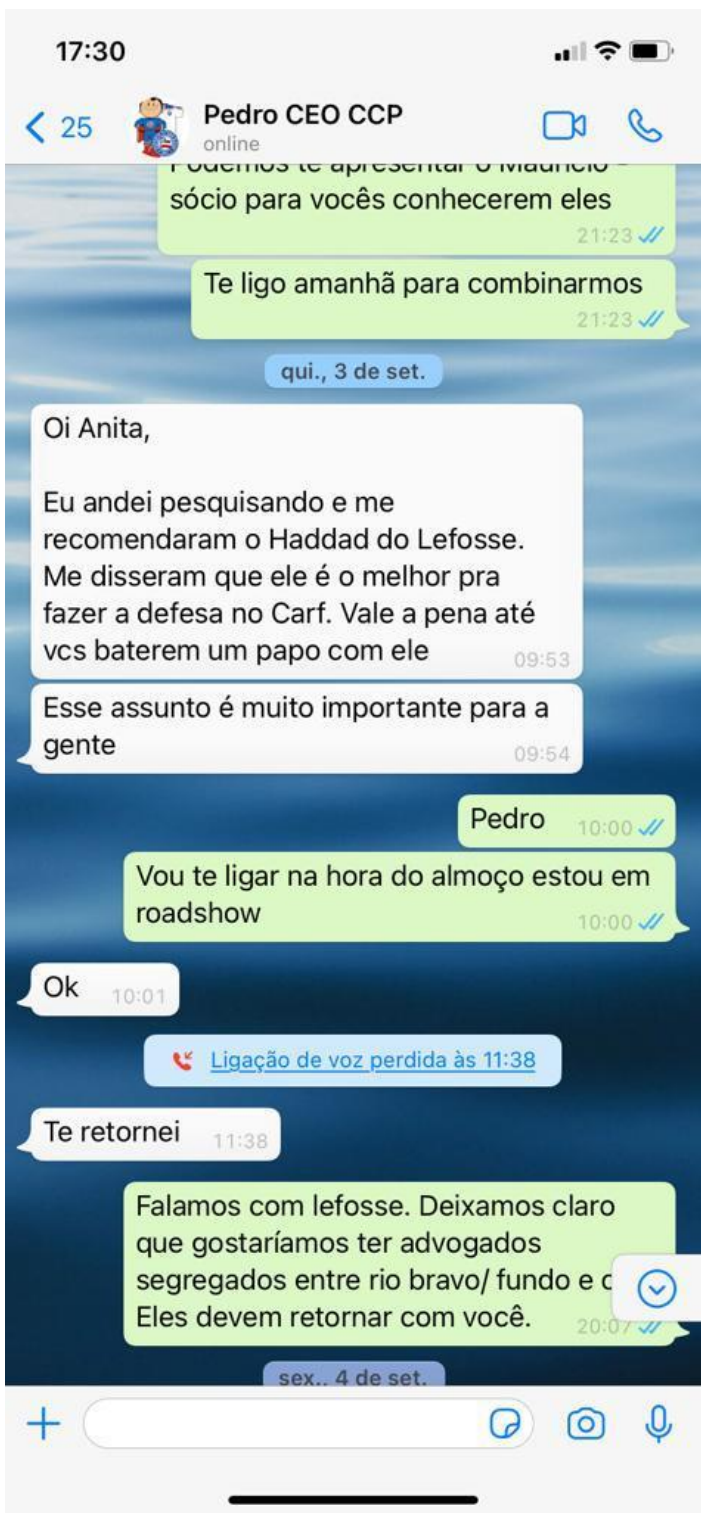 17:30
25
Pedro CEO CCP
online
Podemos te apresentar o Mauricio -
sócio para vocês conhecerem eles
21:23
Te ligo amanhã para combinarmos
21:23
qui., 3 de set.
Oi Anita,
Eu andei pesquisando e me
recomendaram o Haddad do Lefosse.
Me disseram que ele é o melhor pra
fazer a defesa no Carf. Vale a pena até
vcs baterem um papo com ele
09:53
Esse assunto é muito importante para a
gente
09:54
Pedro
10:00
Vou te ligar na hora do almoço estou em
roadshow
10:00
Ok
10:01
Ligação de voz perdida às 11:38
Te retornei
11:38
Falamos com lefosse. Deixamos claro
que gostaríamos ter advogados
segregados entre rio bravo/ fundo e
Eles devem retornar com você.
20:07
sex., 4 de set.